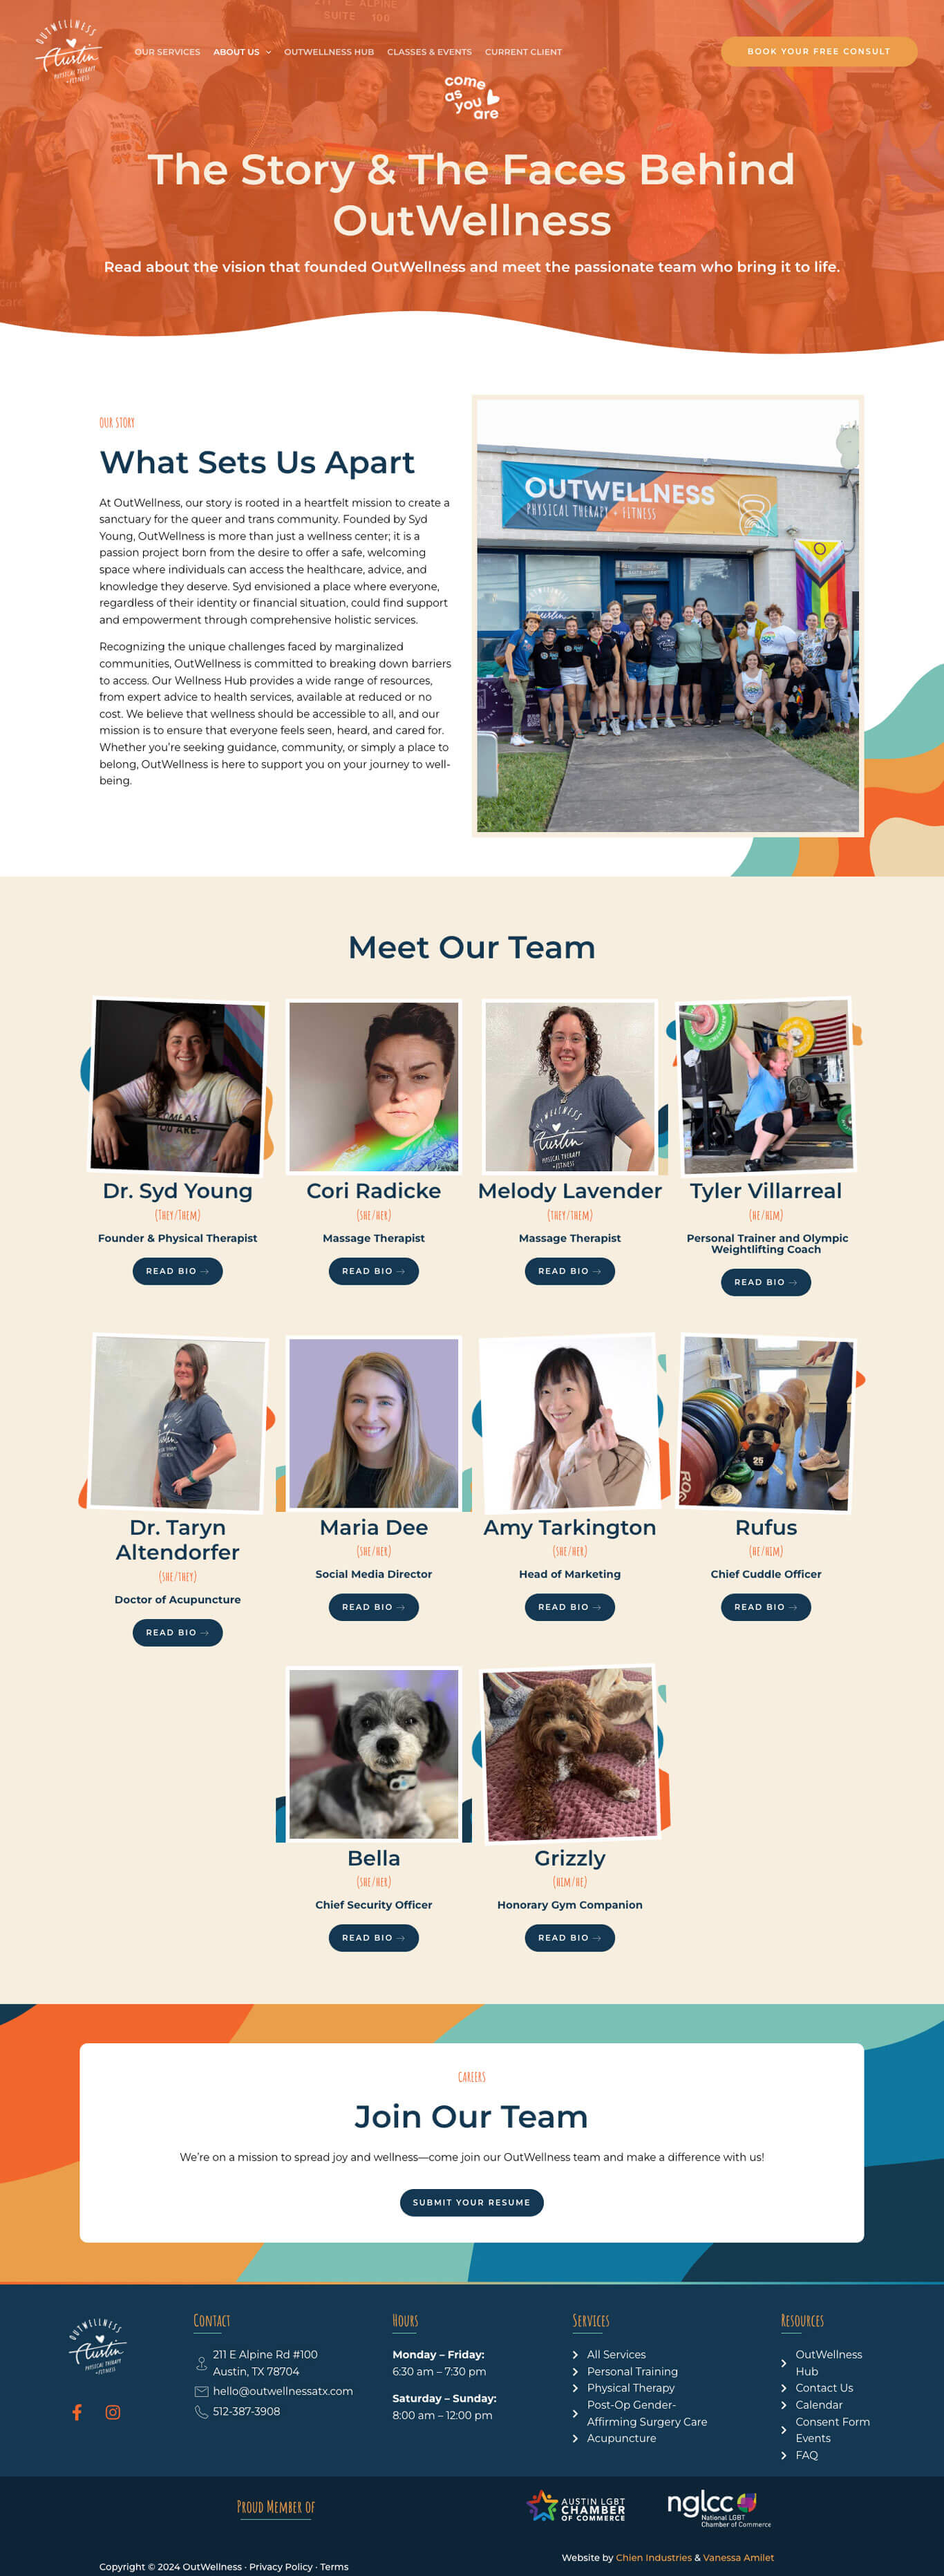 211 E. ALPINE
SUITE 100
OUTWELLNESS
Austin
PHYSICAL THERAPY
+FITNESS
OUR SERVICES ABOUT US OUTWELLNESS HUB CLASSES & EVENTS CURRENT CLIENT
BOOK YOUR FREE CONSULT
come
as
you
are
The Story & The Faces Behind
OutWellness
Read about the vision that founded OutWellness and meet the passionate team who bring it to life.
OUR STORY
What Sets Us Apart
At OutWellness, our story is rooted in a heartfelt mission to create a
sanctuary for the queer and trans community. Founded by Syd
Young, OutWellness is more than just a wellness center; it is a
passion project born from the desire to offer a safe, welcoming
space where individuals can access the healthcare, advice, and
knowledge they deserve. Syd envisioned a place where everyone,
regardless of their identity or financial situation, could find support
and empowerment through comprehensive holistic services.
Recognizing the unique challenges faced by marginalized
communities, OutWellness is committed to breaking down barriers
to access. Our Wellness Hub provides a wide range of resources,
from expert advice to health services, available at reduced or no
cost. We believe that wellness should be accessible to all, and our
mission is to ensure that everyone feels seen, heard, and cared for.
Whether you're seeking guidance, community, or simply a place to
belong, OutWellness is here to support you on your journey to well-
being.
OUTWELLNESS
PHYSICAL THERAPY + FITNESS
Meet Our Team
OUTWELLNESS
Austin
PHYSICAL THERAPY
+FITNESS
Dr. Syd Young
(They/Them)
Founder & Physical Therapist
READ BIO →
Cori Radicke
(she/her)
Massage Therapist
READ BIO →
Melody Lavender
(they/them)
Massage Therapist
READ BIO →
Tyler Villarreal
(he/him)
Personal Trainer and Olympic
Weightlifting Coach
READ BIO →
25
Dr. Taryn
Altendorfer
(she/they)
Doctor of Acupuncture
READ BIO →
Maria Dee
(she/her)
Social Media Director
READ BIO →
Amy Tarkington
(she/her)
Head of Marketing
READ BIO →
Rufus
(he/him)
Chief Cuddle Officer
READ BIO →
Bella
(she/her)
Chief Security Officer
READ BIO →
Grizzly
(him/he)
Honorary Gym Companion
READ BIO →
CAREERS
Join Our Team
We're on a mission to spread joy and wellness—come join our OutWellness team and make a difference with us!
SUBMIT YOUR RESUME
OUTWELLNESS
Austin
PHYSICAL THERAPY
+FITNESS
Contact
211 E Alpine Rd #100
Austin, TX 78704
hello@outwellnessatx.com
512-387-3908
Hours
Monday – Friday:
6:30 am – 7:30 pm
Saturday – Sunday:
8:00 am – 12:00 pm
Services
All Services
Personal Training
Physical Therapy
Post-Op Gender-
Affirming Surgery Care
Acupuncture
Resources
OutWellness
Hub
Contact Us
Calendar
Consent Form
Events
FAQ
Proud Member of
AUSTIN LGBT
CHAMBER
OF COMMERCE
nglcc
National LGBT
Chamber of Commerce
Copyright © 2024 OutWellness · Privacy Policy · Terms
Website by Chien Industries & Vanessa Amilet